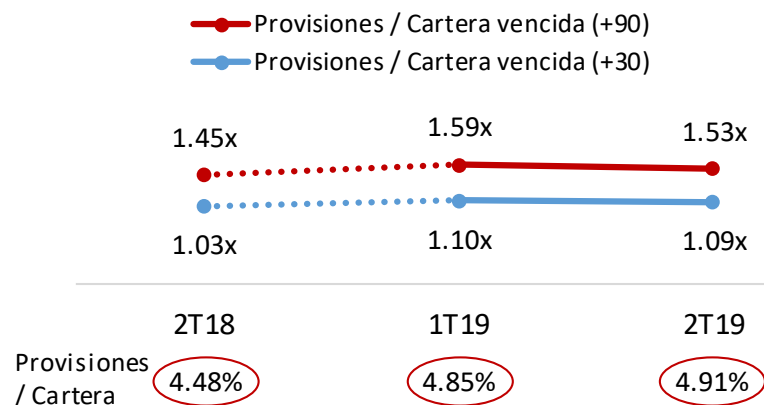 Provisiones / Cartera vencida (+90)
Provisiones / Cartera vencida (+30)
1.45x 1.59x 1.53x
1.03x 1.10x 1.09x
2T18 1T19 2T19
Provisiones
/ Cartera 4.48% 4.85% 4.91%